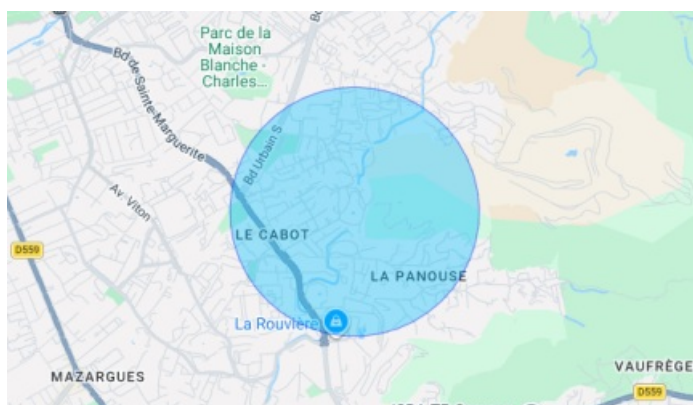 Parc de la
Maison
Blanche -
Charles...
Bd
Bd de Sainte-Marguerite
Bd Urbain S
Av. Viton
D559
LE CABOT
LA PANOUSE
La Rouvière
MAZARGUES
VAUFRÈGE
D559